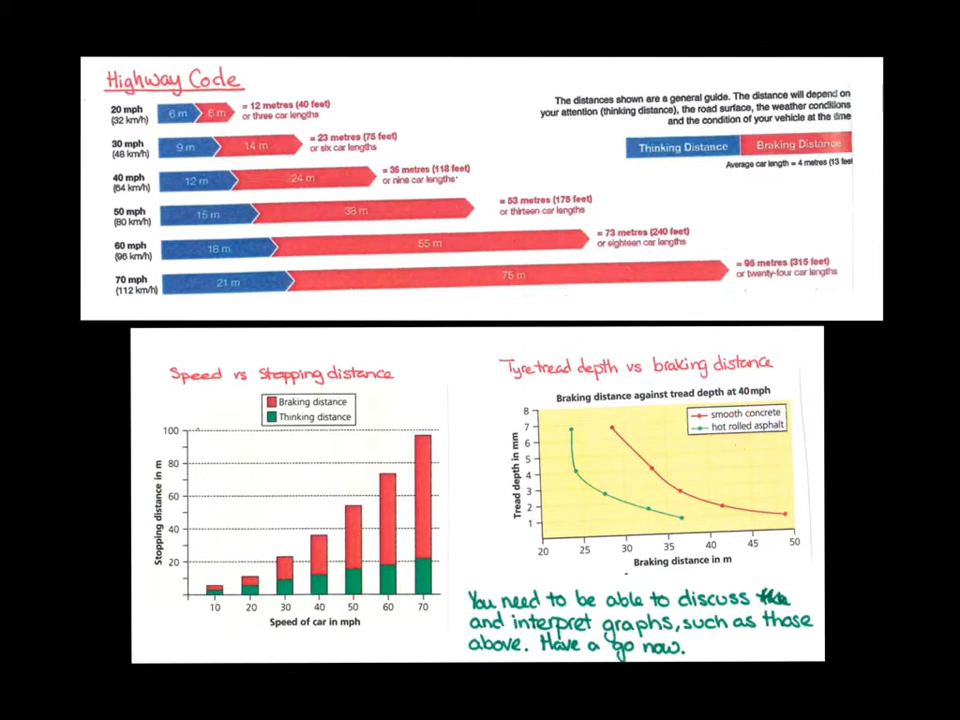 Highway Code
20 mph
(32 km/h)
6 m
6 m
= 12 metres (40 feet)
or three car lengths
30 mph
(48 km/h)
9 m
14 m
= 23 metres (75 feet)
or six car lengths
40 mph
(64 km/h)
12 m
24 m
= 36 metres (118 feet)
or nine car lengths
50 mph
(80 km/h)
15 m
38 m
= 53 metres (175 feet)
or thirteen car lengths
60 mph
(96 km/h)
18 m
55 m
= 73 metres (240 feet)
or eighteen car lengths
70 mph
(112 km/h)
21 m
75 m
= 96 metres (315 feet)
or twenty-four car lengths
The distances shown are a general guide. The distance will depend on
your attention (thinking distance), the road surface, the weather conditions
and the condition of your vehicle at the time
Thinking Distance
Braking Distance
Average car length = 4 metres (13 feet
Speed vs Stopping distance
Braking distance
Thinking distance
Stopping distance in m
100
80
60
40
20
10 20 30 40 50 60 70
Speed of car in mph
Tyre tread depth vs braking distance
Braking distance against tread depth at 40 mph
smooth concrete
hot rolled asphalt
Tread depth in mm
8
7
6
5
4
3
2
1
20 25 30 35 40 45 50
Braking distance in m
You need to be able to discuss
and interpret graphs, such as those
above. Have a go now.